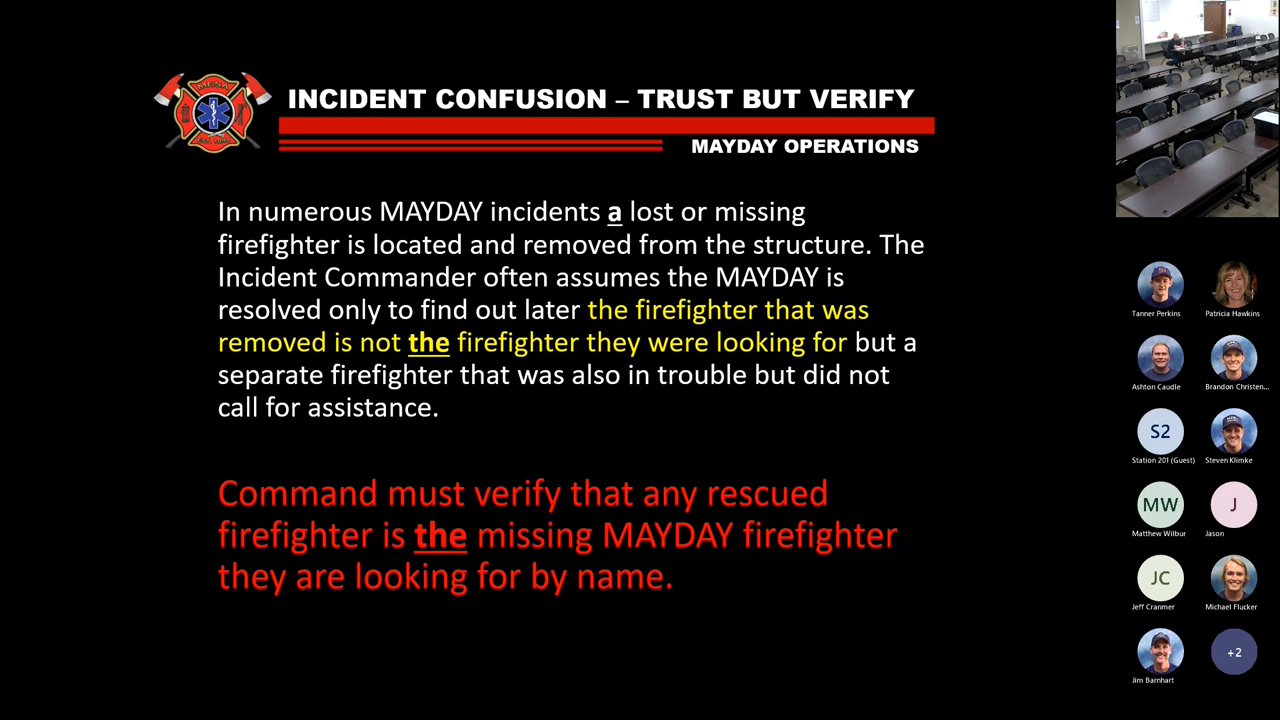 INCIDENT CONFUSION – TRUST BUT VERIFY
MAYDAY OPERATIONS
In numerous MAYDAY incidents a lost or missing
firefighter is located and removed from the structure. The
Incident Commander often assumes the MAYDAY is
resolved only to find out later the firefighter that was
removed is not the firefighter they were looking for but a
separate firefighter that was also in trouble but did not
call for assistance.
Command must verify that any rescued
firefighter is the missing MAYDAY firefighter
they are looking for by name.
MESA
Tanner Perkins
Patricia Hawkins
Ashton Caudle
Brandon Christen...
S2
Station 201 (Guest)
Steven Klimke
MW
Matthew Wilbur
J
Jason
JC
Jeff Cranmer
Michael Flucker
Jim Barnhart
+2